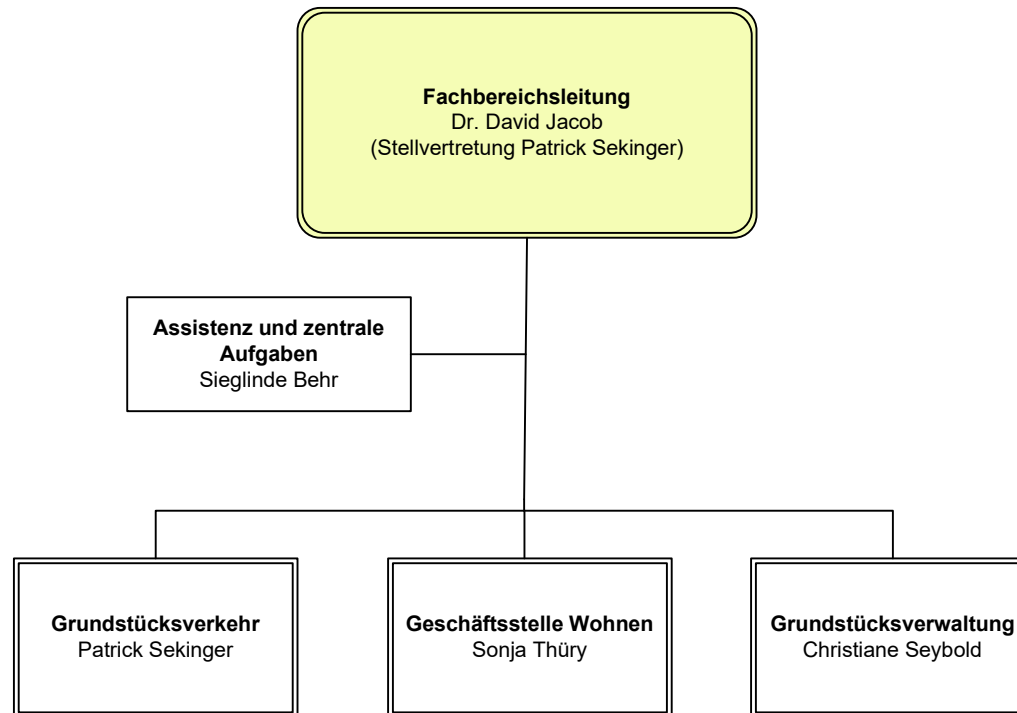 Fachbereichsleitung
Dr. David Jacob
(Stellvertretung Patrick Sekinger)
Assistenz und zentrale
Aufgaben
Sieglinde Behr
Grundstücksverkehr
Patrick Sekinger
Geschäftsstelle Wohnen
Sonja Thüry
Grundstücksverwaltung
Christiane Seybold